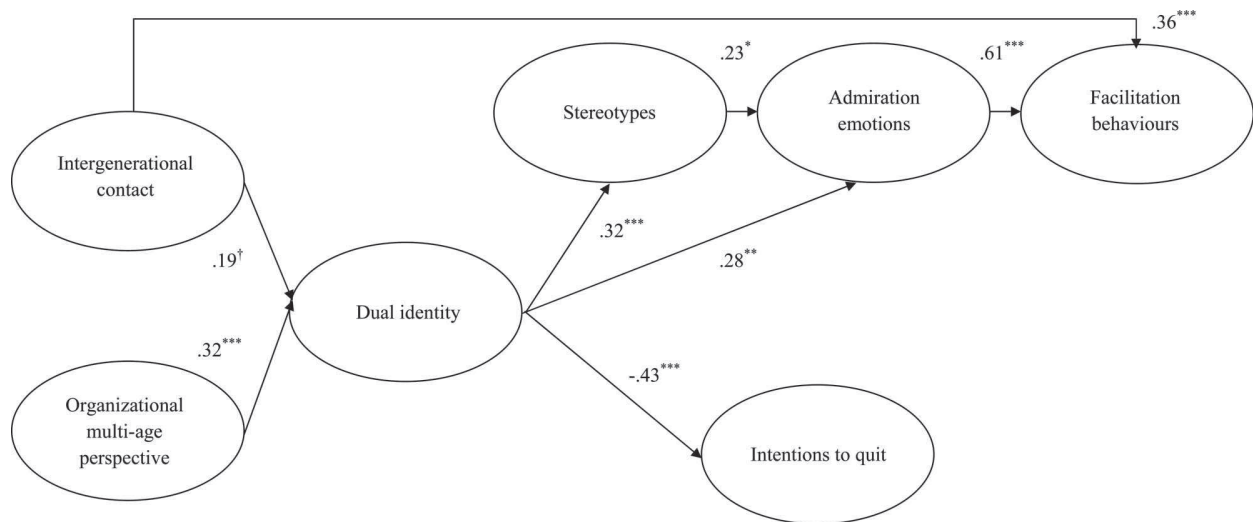 .36***
.23*
.61***
Stereotypes
Admiration
emotions
Facilitation
behaviours
Intergenerational
contact
.19†
.32***
.28**
Dual identity
.32***
-.43***
Organizational
multi-age
perspective
Intentions to quit